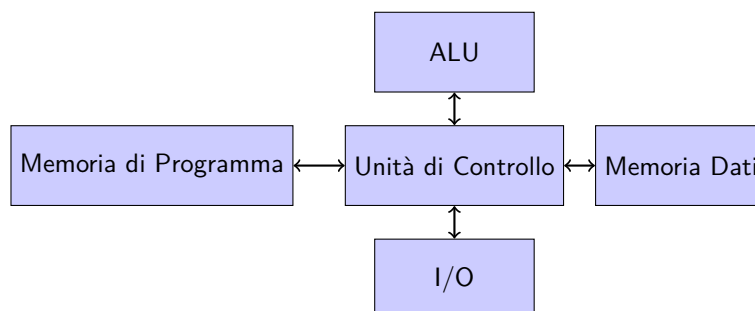 ALU
Memoria di Programma
Unità di Controllo
Memoria Dati
I/O